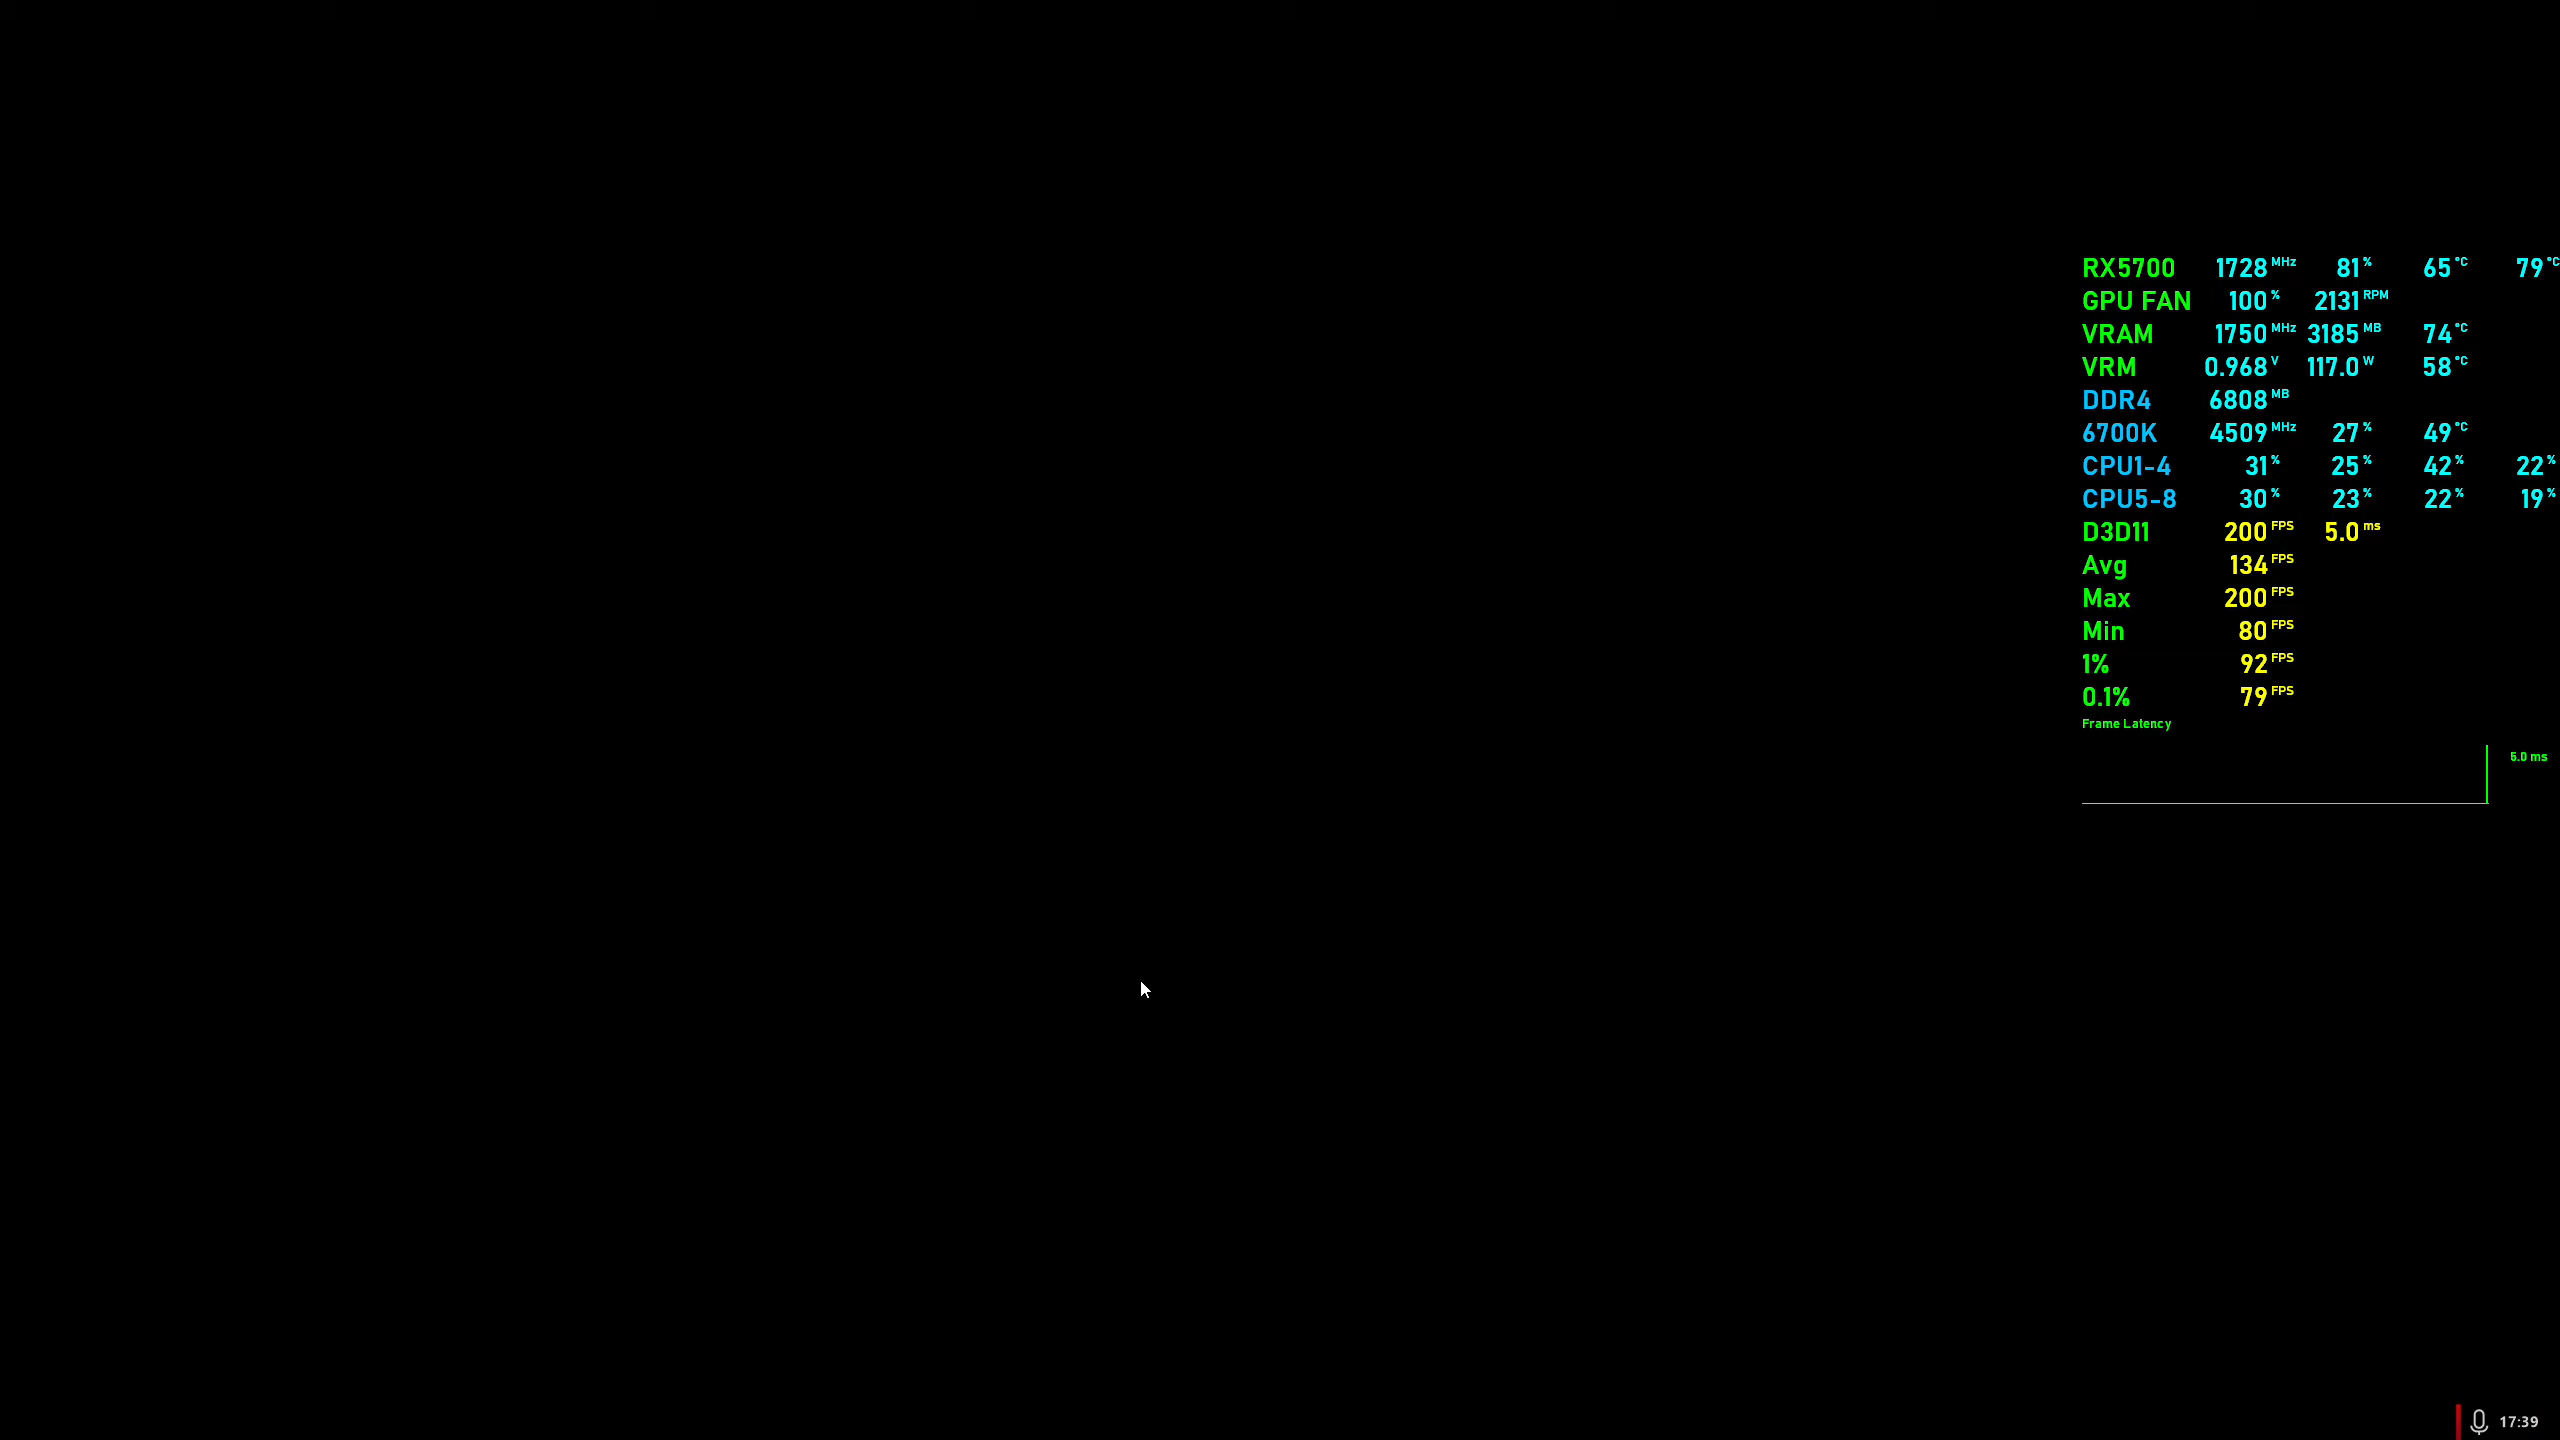 RX5700 1728 MHz 81 % 65 °C 79 °C
GPU FAN 100 % 2131 RPM
VRAM 1750 MHz 3185 MB 74 °C
VRM 0.968 V 117.0 W 58 °C
DDR4 6808 MB
6700K 4509 MHz 27 % 49 °C
CPU1-4 31 % 25 % 42 % 22 %
CPU5-8 30 % 23 % 22 % 19 %
D3D11 200 FPS 5.0 ms
Avg 134 FPS
Max 200 FPS
Min 80 FPS
1% 92 FPS
0.1% 79 FPS
Frame Latency
5.0 ms
17:39